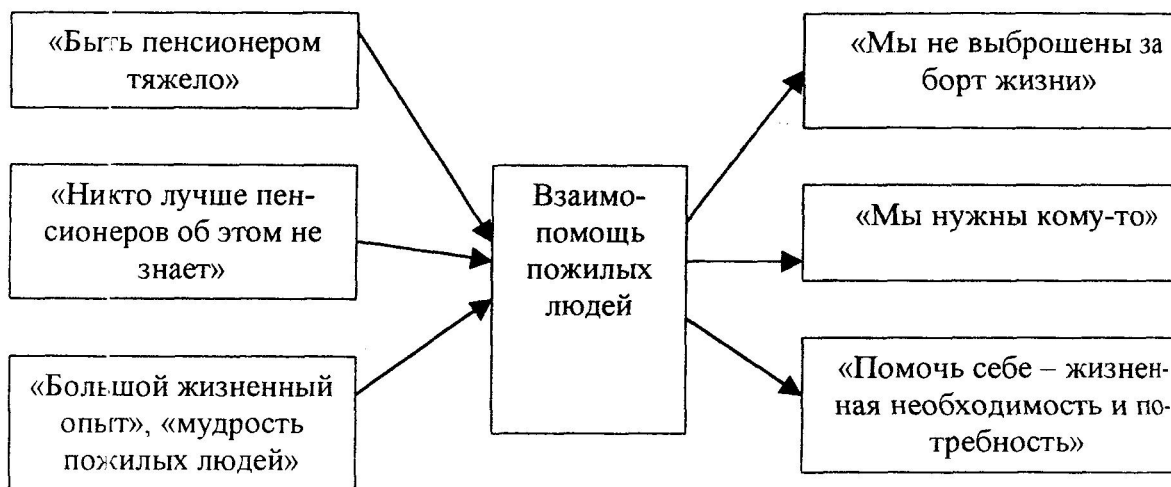 «Быть пенсионером
тяжело»
«Никто лучше пен-
сионеров об этом не
знает»
«Большой жизненный
опыт», «мудрость
пожилых людей»
Взаимо-
помощь
пожилых
людей
«Мы не выброшены за
борт жизни»
«Мы нужны кому-то»
«Помочь себе – жизнен-
ная необходимость и по-
требность»